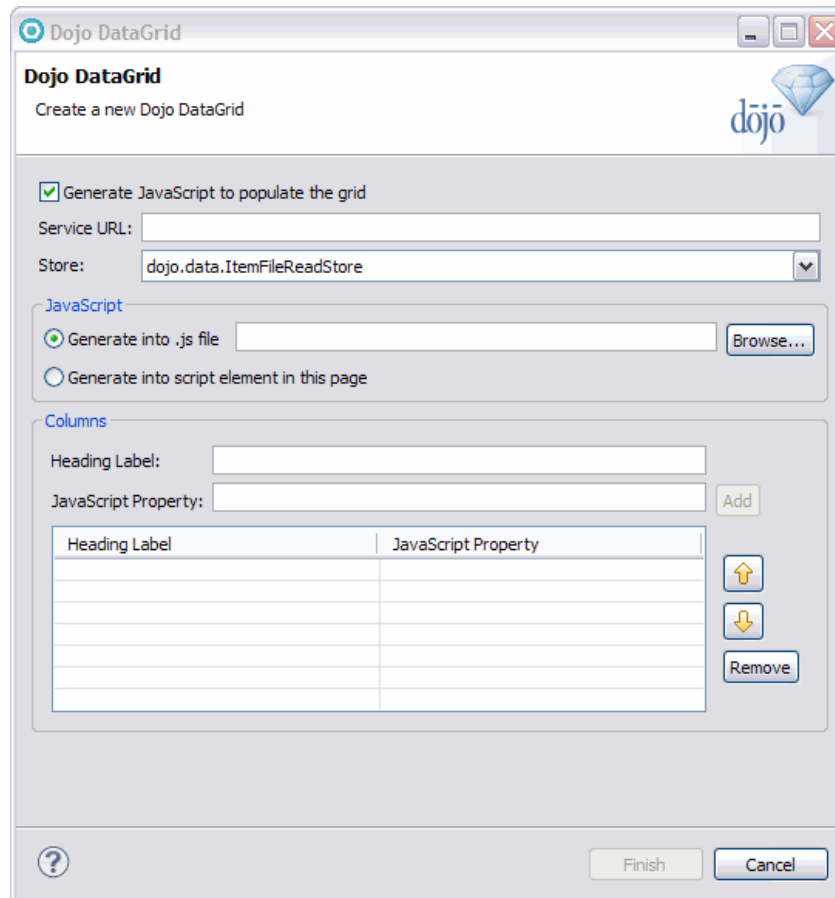 Dojo DataGrid
Dojo DataGrid
Create a new Dojo DataGrid
dōjō
Generate JavaScript to populate the grid
Service URL:
Store: dojo.data.ItemFileReadStore
JavaScript
Generate into .js file Browse...
Generate into script element in this page
Columns
Heading Label:
JavaScript Property: Add
Heading Label JavaScript Property
Remove
? Finish Cancel